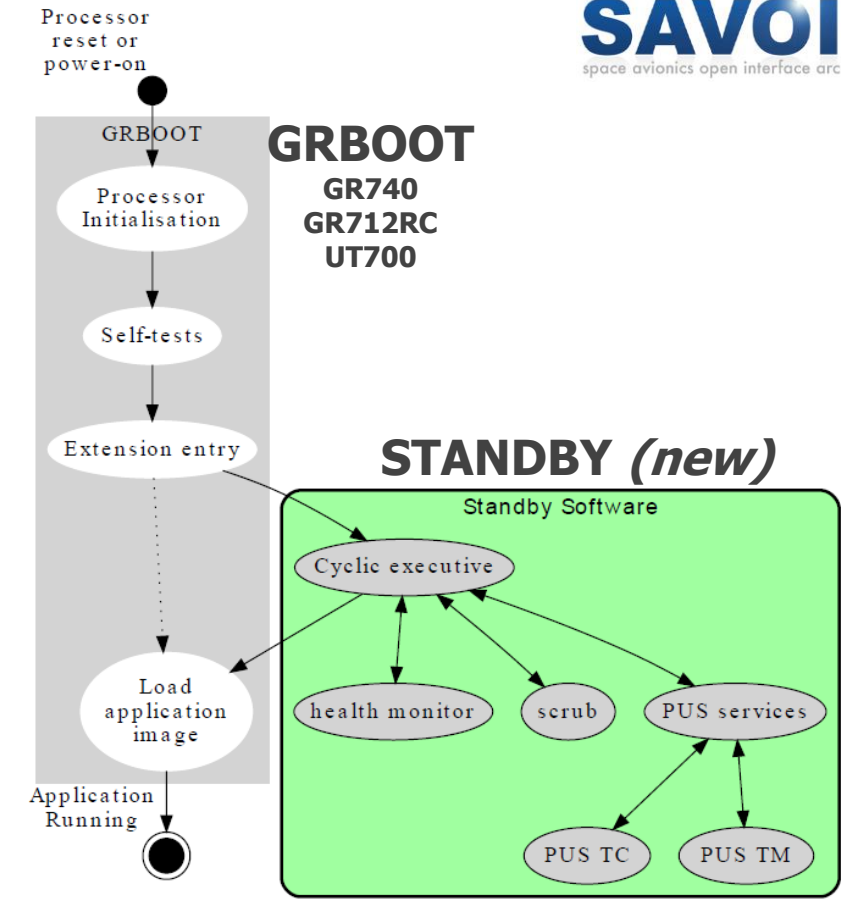 Processor
reset or
power-on
SAVOI
space avionics open interface arc
GRBOOT
GRBOOT
GR740
GR712RC
UT700
Processor
Initialisation
Self-tests
Extension entry
STANDBY (new)
Standby Software
Cyclic executive
Load
application
image
health monitor
scrub
PUS services
Application
Running
PUS TC
PUS TM